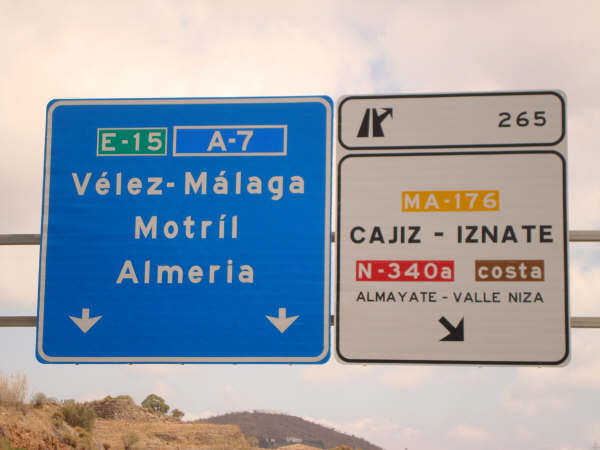 E-15 A-7
Vélez-Málaga
Motríl
Almeria
265
MA-176
CAJIZ - IZNATE
N-340a costa
ALMAYATE - VALLE NIZA